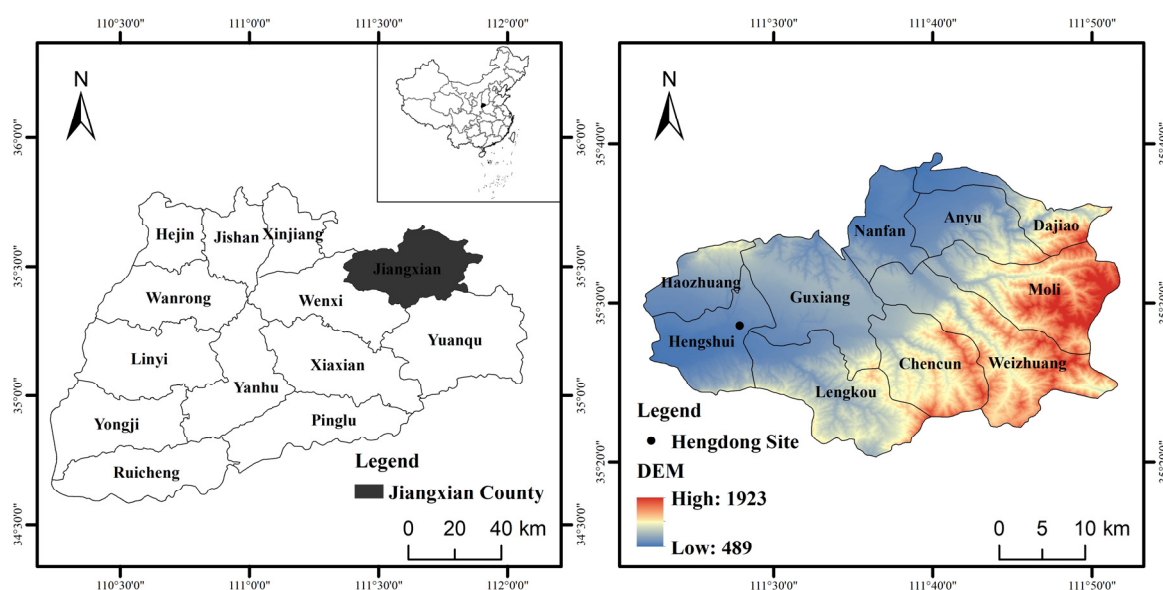 110°30'0"
111°0'0"
111°30'0"
112°0'0"
111°30'0"
111°40'0"
111°50'0"
N
N
36°0'0"
36°0'0"
35°40'0"
35°40'0"
Hejin
Jishan
Xinjiang
Jiangxian
35°30'0"
35°30'0"
Wanrong
Wenxi
Yuanqu
Linyi
Xiaxian
Yanhu
35°0'0"
35°0'0"
Yongji
Pinglu
Ruicheng
Legend
Jiangxian County
0 20 40 km
34°30'0"
34°30'0"
Dajiao
Anyu
Nanfan
Moli
Haozhuang
Guxiang
35°30'0"
Hengshui
Chencun
Weizhuang
Lengkou
Legend
Hengdong Site
35°20'0"
35°20'0"
DEM
High: 1923
Low: 489
0 5 10 km
110°30'0"
111°0'0"
111°30'0"
112°0'0"
111°30'0"
111°40'0"
111°50'0"